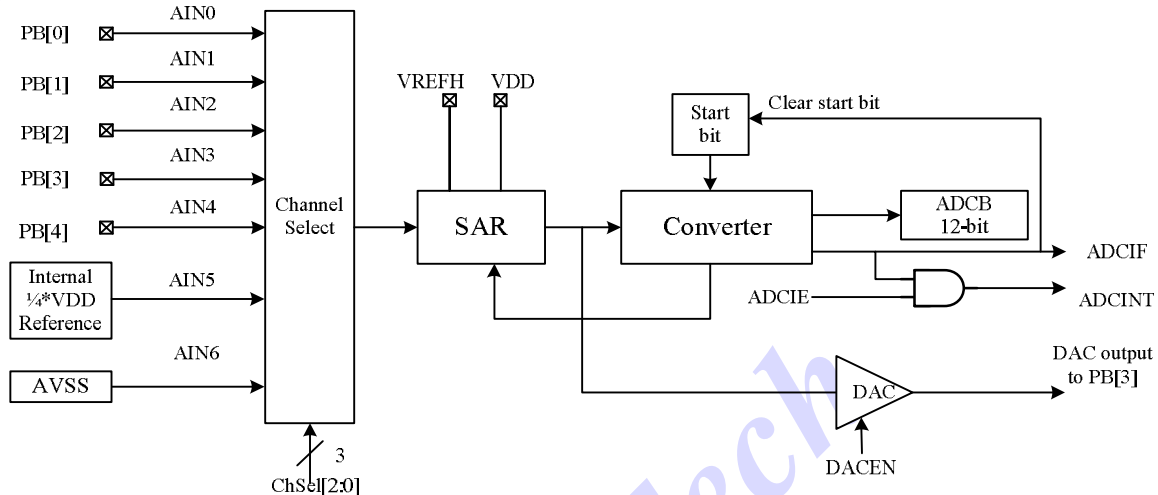 PB[0]
AIN0
PB[1]
AIN1
PB[2]
AIN2
PB[3]
AIN3
PB[4]
AIN4
Internal
¼*VDD
Reference
AIN5
AVSS
AIN6
Channel
Select
3
ChSel[2:0]
VREFH
VDD
SAR
Start
bit
Clear start bit
Converter
ADCB
12-bit
ADCIF
ADCIE
ADCINT
DAC output
to PB[3]
DAC
DACEN